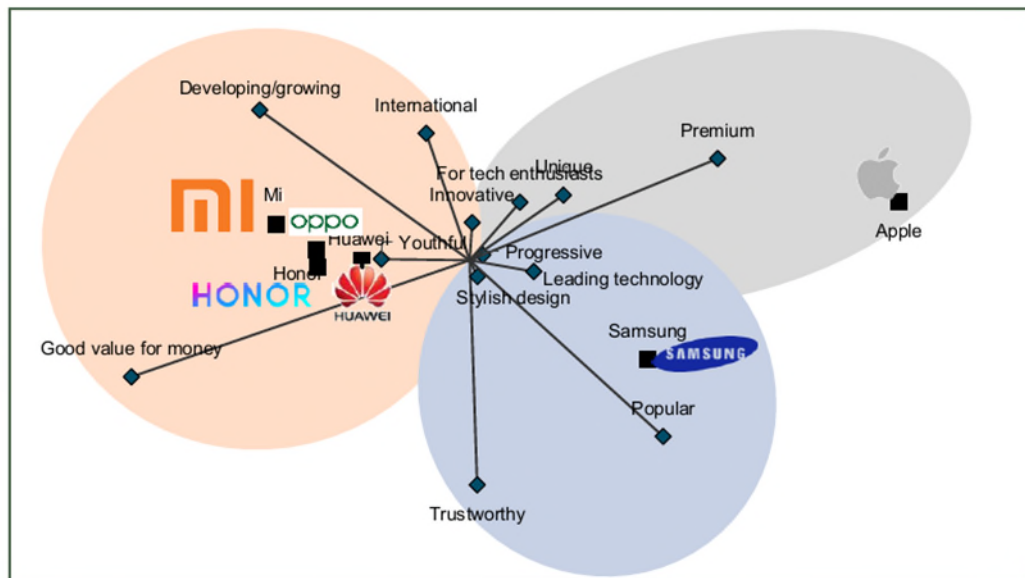 Developing/growing
International
Premium
Unique
For tech enthusiasts
Innovative
Mi
mi
oppo
Huawei
Youthful
Progressive
Apple
Honor
Leading technology
HONOR
Stylish design
HUAWEI
Samsung
SAMSUNG
Good value for money
Popular
Trustworthy